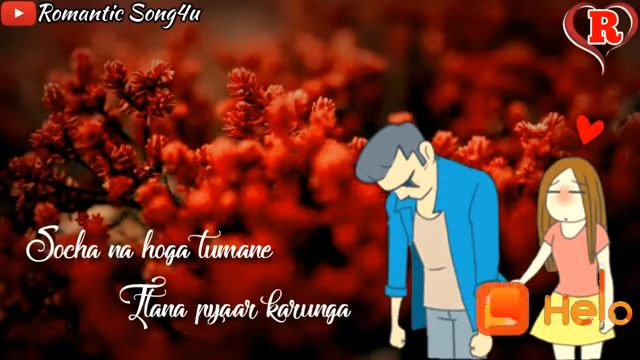 Romantic Song4u
R
Socha na hoga tumane
Itana pyaar karunga
Helo